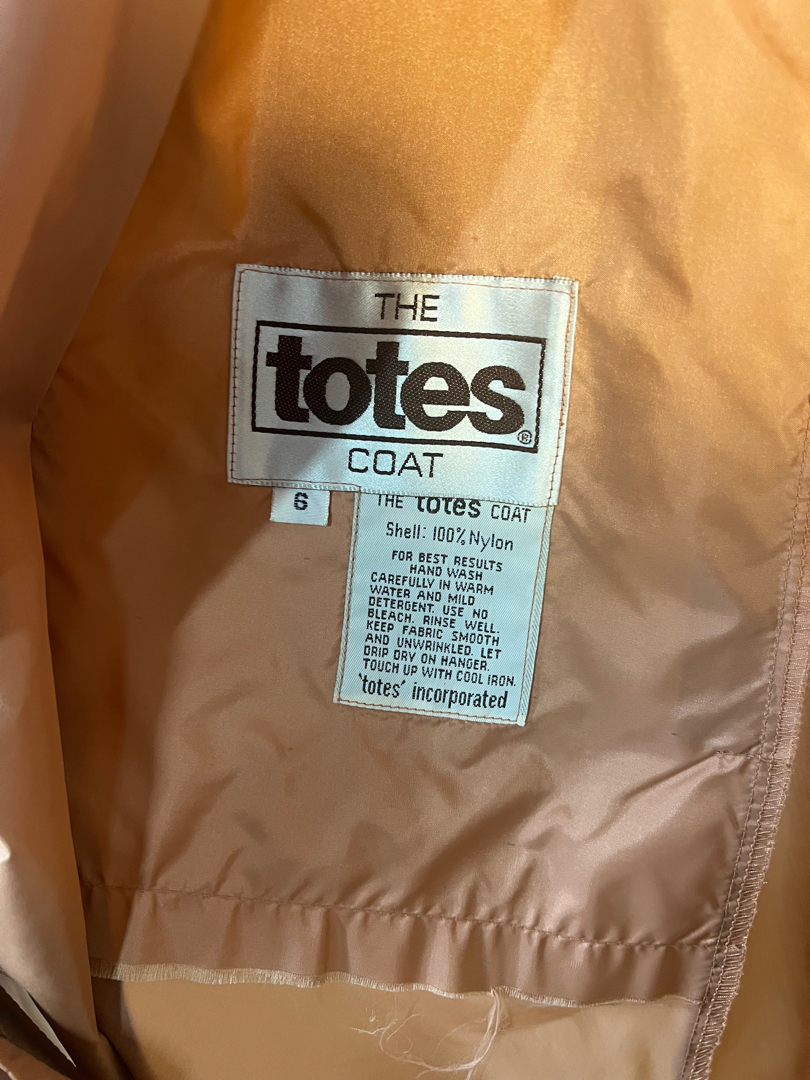 THE
totes®
COAT
6
THE totes COAT
Shell: 100% Nylon
FOR BEST RESULTS
HAND WASH
CAREFULLY IN WARM
WATER AND MILD
DETERGENT. USE NO
BLEACH. RINSE WELL.
KEEP FABRIC SMOOTH
AND UNWRINKLED. LET
DRIP DRY ON HANGER.
TOUCH UP WITH COOL IRON.
'totes' incorporated